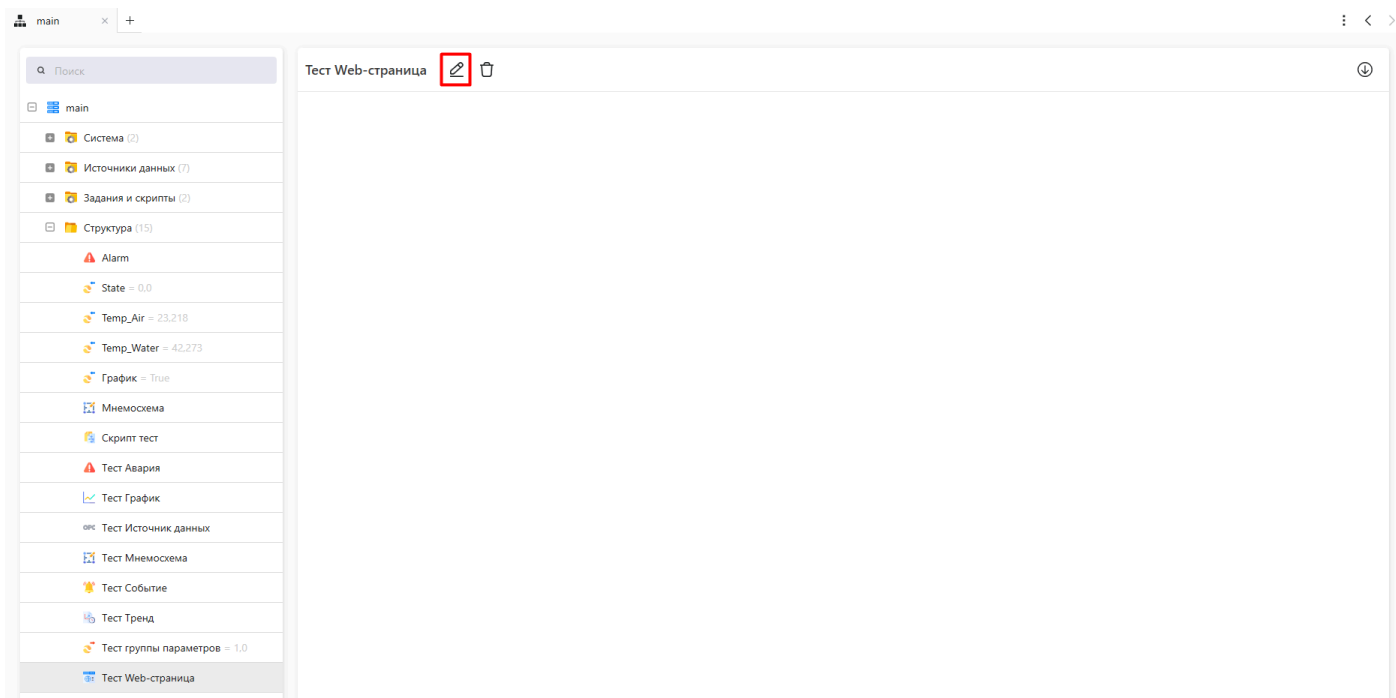 main
Поиск
Тест Web-страница
main
Система (2)
Источники данных (7)
Задания и скрипты (2)
Структура (15)
Alarm
State = 0,0
Temp_Air = 23,218
Temp_Water = 42,273
График = True
Мнемосхема
Скрипт тест
Тест Авария
Тест График
OPC Тест Источник данных
Тест Мнемосхема
Тест Событие
Тест Тренд
Тест группы параметров = 1,0
Тест Web-страница